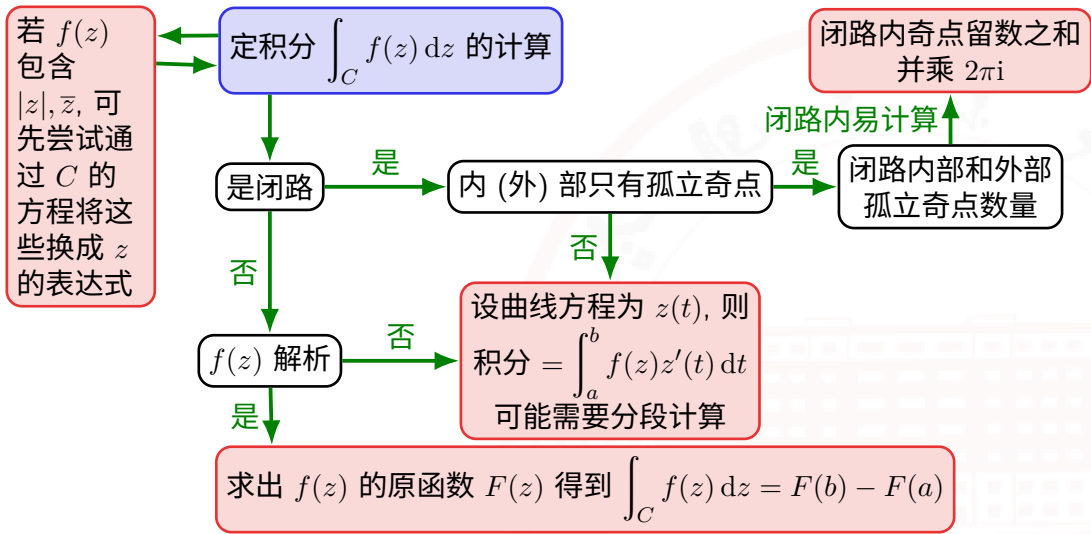 若 f(z)
包含
|z|, z̅, 可
先尝试通
过 C 的
方程将这
些换成 z
的表达式
定积分 ∫_C f(z) dz 的计算
闭路内奇点留数之和
并乘 2πi
闭路内易计算
是闭路
是
内 (外) 部只有孤立奇点
是
闭路内部和外部
孤立奇点数量
否
否
设曲线方程为 z(t), 则
积分 = ∫_a^b f(z)z′(t) dt
可能需要分段计算
f(z) 解析
否
是
求出 f(z) 的原函数 F(z) 得到 ∫_C f(z) dz = F(b) − F(a)